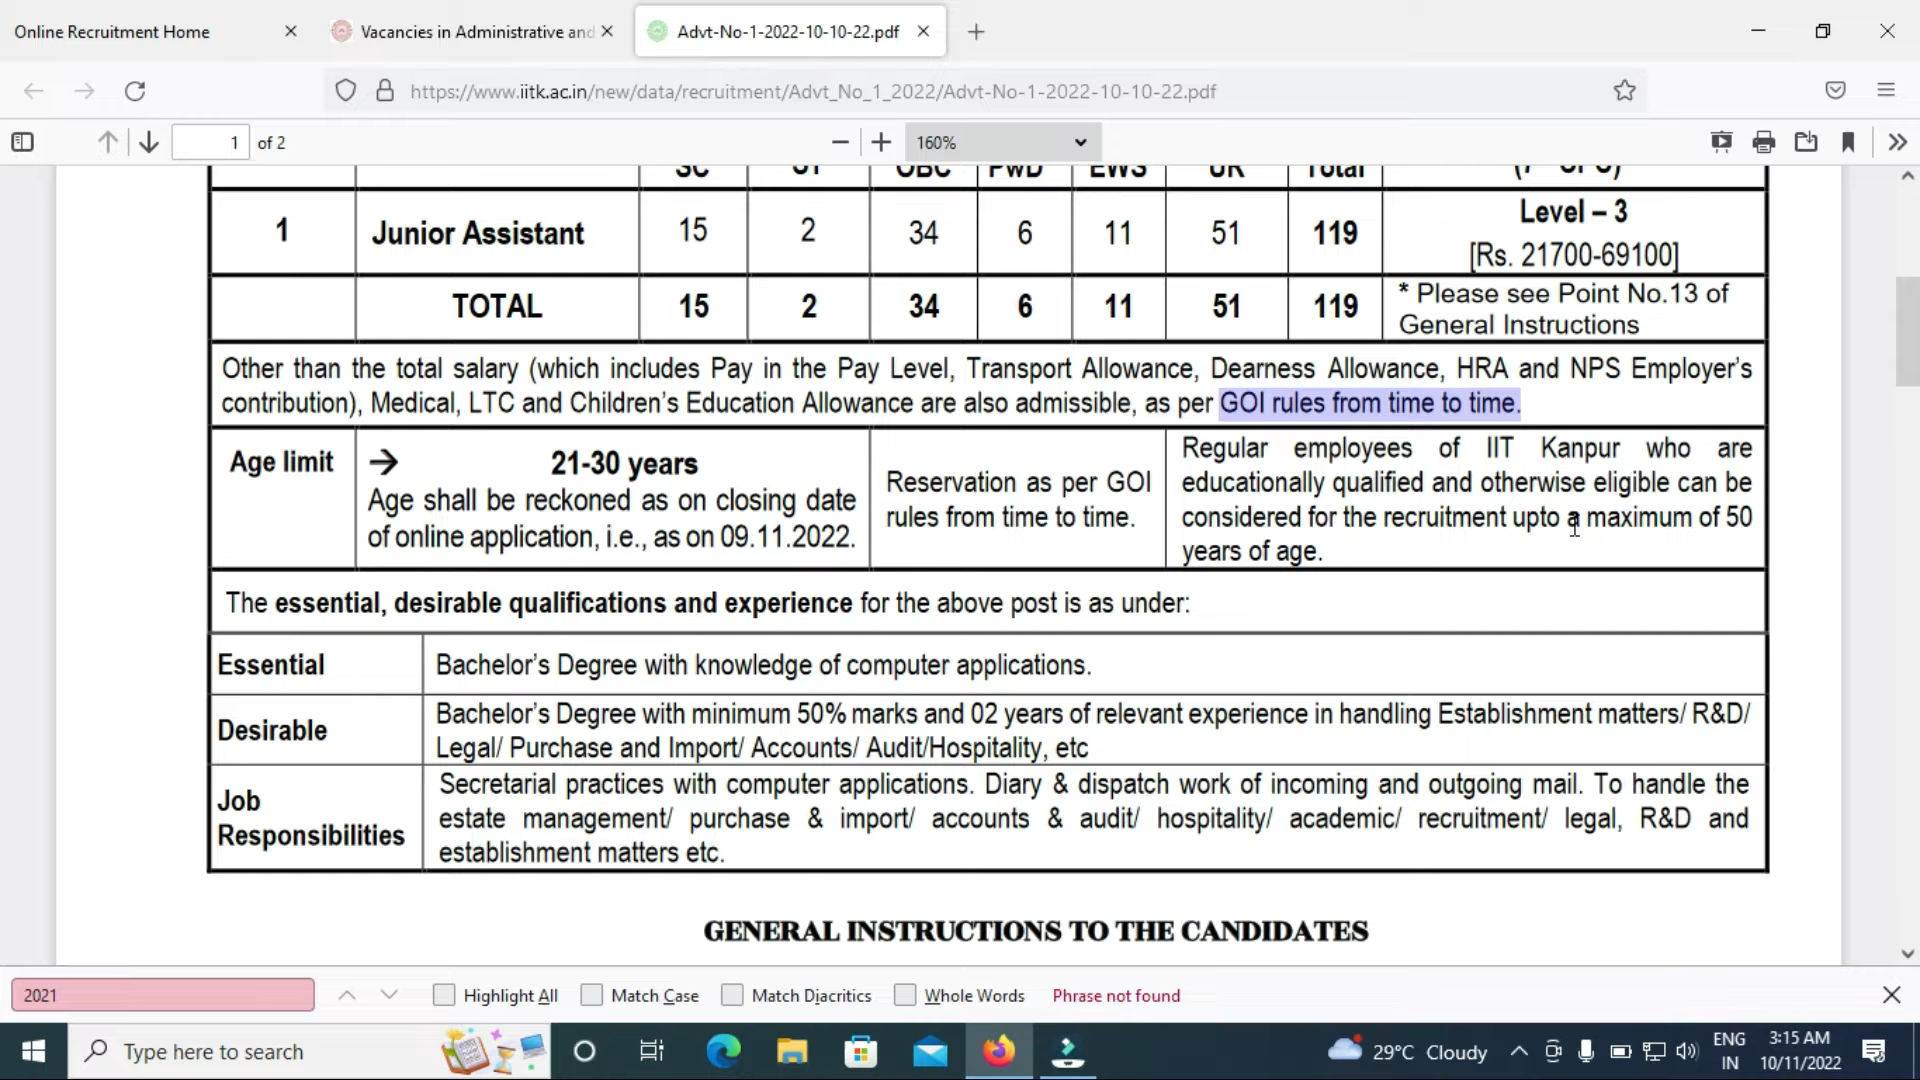 Online Recruitment Home
Vacancies in Administrative and
Advt-No-1-2022-10-10-22.pdf
https://www.iitk.ac.in/new/data/recruitment/Advt_No_1_2022/Advt-No-1-2022-10-10-22.pdf
1 of 2
160%
SC ST OBC PwD EWS UR Total
1 Junior Assistant 15 2 34 6 11 51 119 Level – 3
[Rs. 21700-69100]
TOTAL 15 2 34 6 11 51 119 * Please see Point No.13 of
General Instructions
Other than the total salary (which includes Pay in the Pay Level, Transport Allowance, Dearness Allowance, HRA and NPS Employer’s
contribution), Medical, LTC and Children’s Education Allowance are also admissible, as per GOI rules from time to time.
Age limit → 21-30 years
Age shall be reckoned as on closing date
of online application, i.e., as on 09.11.2022.
Reservation as per GOI
rules from time to time.
Regular employees of IIT Kanpur who are
educationally qualified and otherwise eligible can be
considered for the recruitment upto a maximum of 50
years of age.
The essential, desirable qualifications and experience for the above post is as under:
Essential Bachelor’s Degree with knowledge of computer applications.
Desirable
Bachelor’s Degree with minimum 50% marks and 02 years of relevant experience in handling Establishment matters/ R&D/
Legal/ Purchase and Import/ Accounts/ Audit/Hospitality, etc
Job
Responsibilities
Secretarial practices with computer applications. Diary & dispatch work of incoming and outgoing mail. To handle the
estate management/ purchase & import/ accounts & audit/ hospitality/ academic/ recruitment/ legal, R&D and
establishment matters etc.
GENERAL INSTRUCTIONS TO THE CANDIDATES
2021 Highlight All Match Case Match Diacritics Whole Words Phrase not found
Type here to search
29°C Cloudy
ENG
IN
3:15 AM
10/11/2022